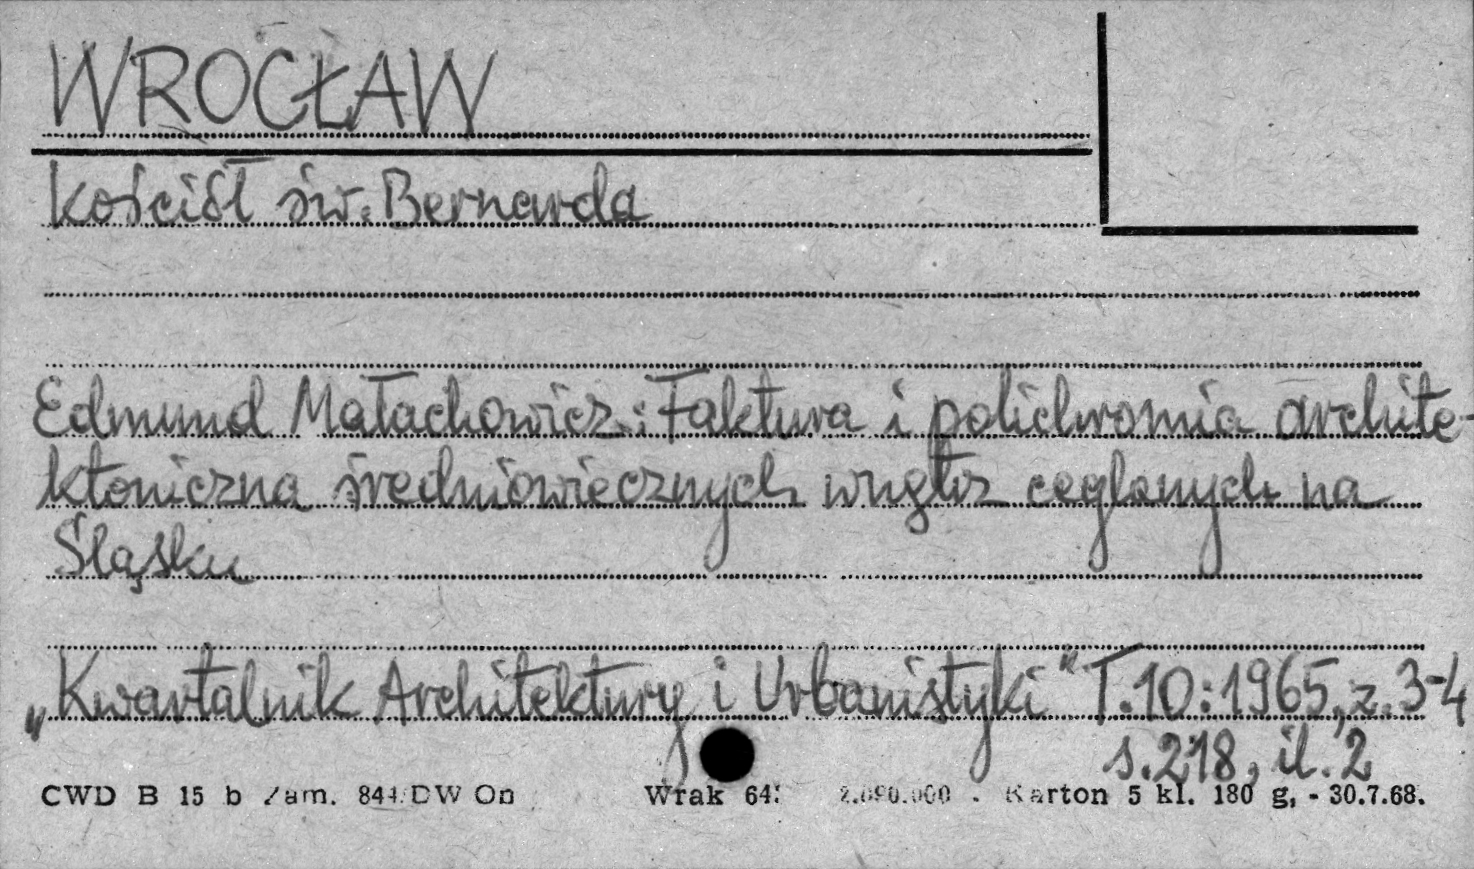 WROCŁAW
kościół św. Bernarda
Edmund Małachowicz: Faktura i polichromia archite-
ktoniczna średniowiecznych wnętrz ceglanych na
Śląsku
„Kwartalnik Architektury i Urbanistyki" T.10:1965, z.3-4
s.218, il.2
CWD B 15 b Zam. 844/DW On Wrak 64 Karton 5 kl. 180 g, - 30.7.68.